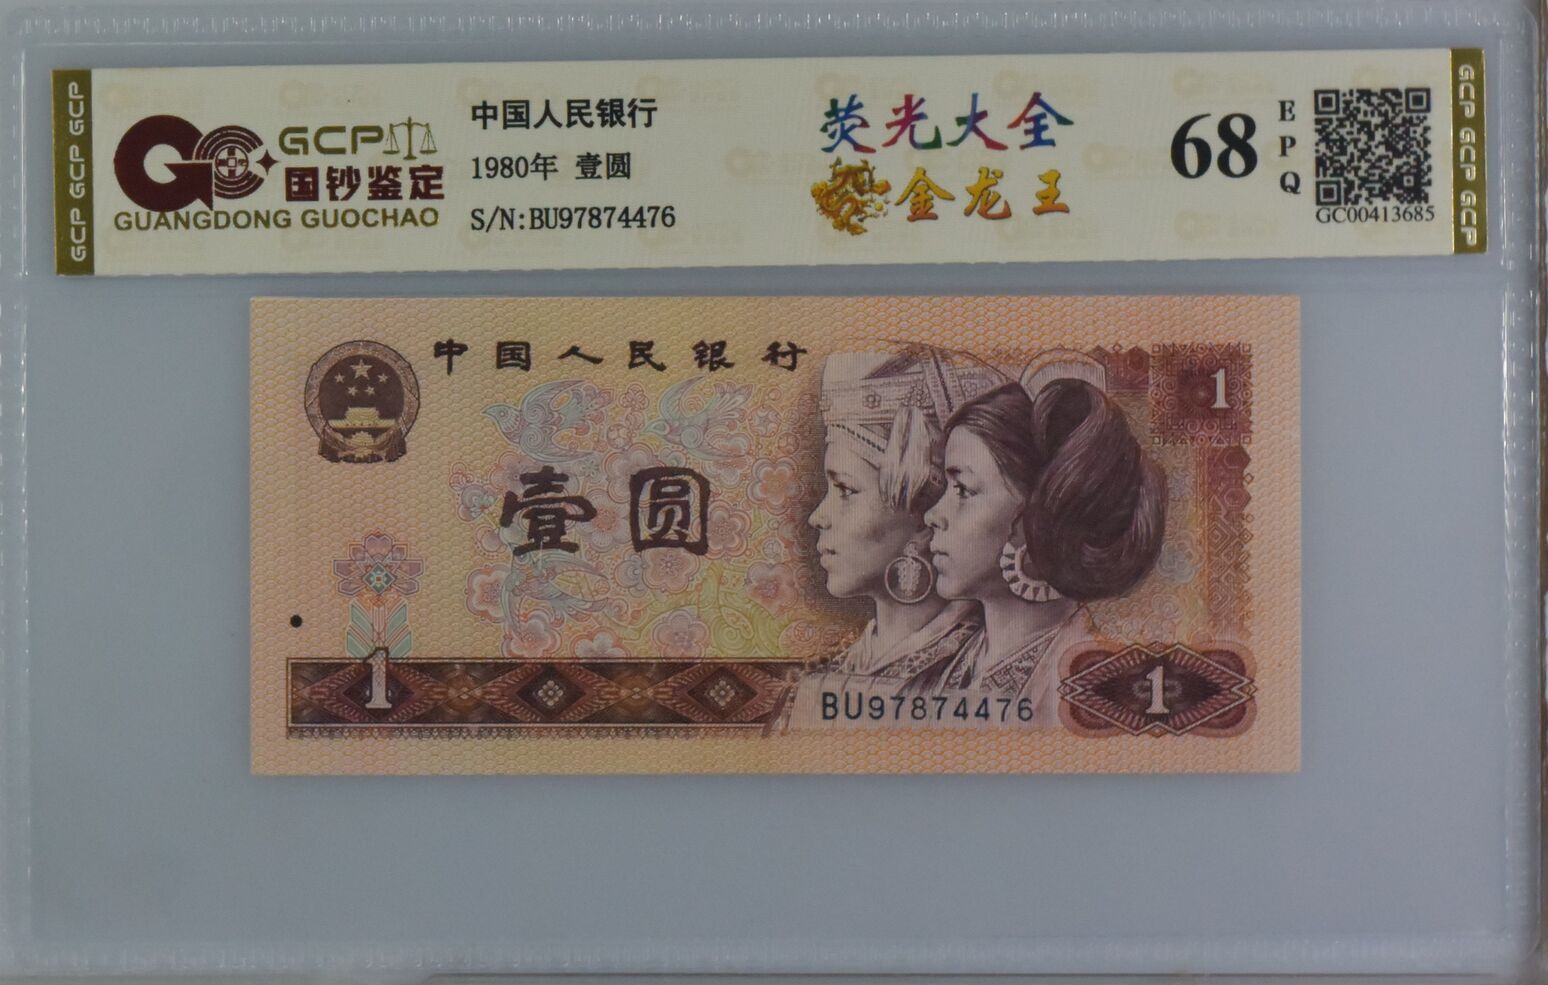 GCP GCP GCP
GCP
国钞鉴定
GUANGDONG GUOCHAO
中国人民银行
1980年 壹圆
S/N:BU97874476
荧光大全
金龙王
68
EPQ
GC00413685
GCP GCP GCP
中国人民银行
1
壹圆
1
BU97874476
1